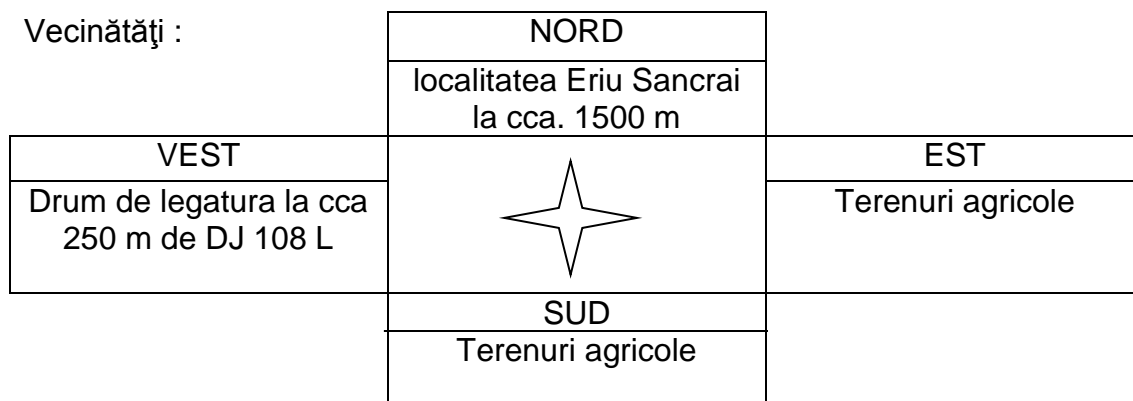 Vecinătăţi :
NORD
localitatea Eriu Sancrai
la cca. 1500 m
VEST
Drum de legatura la cca
250 m de DJ 108 L
EST
Terenuri agricole
SUD
Terenuri agricole